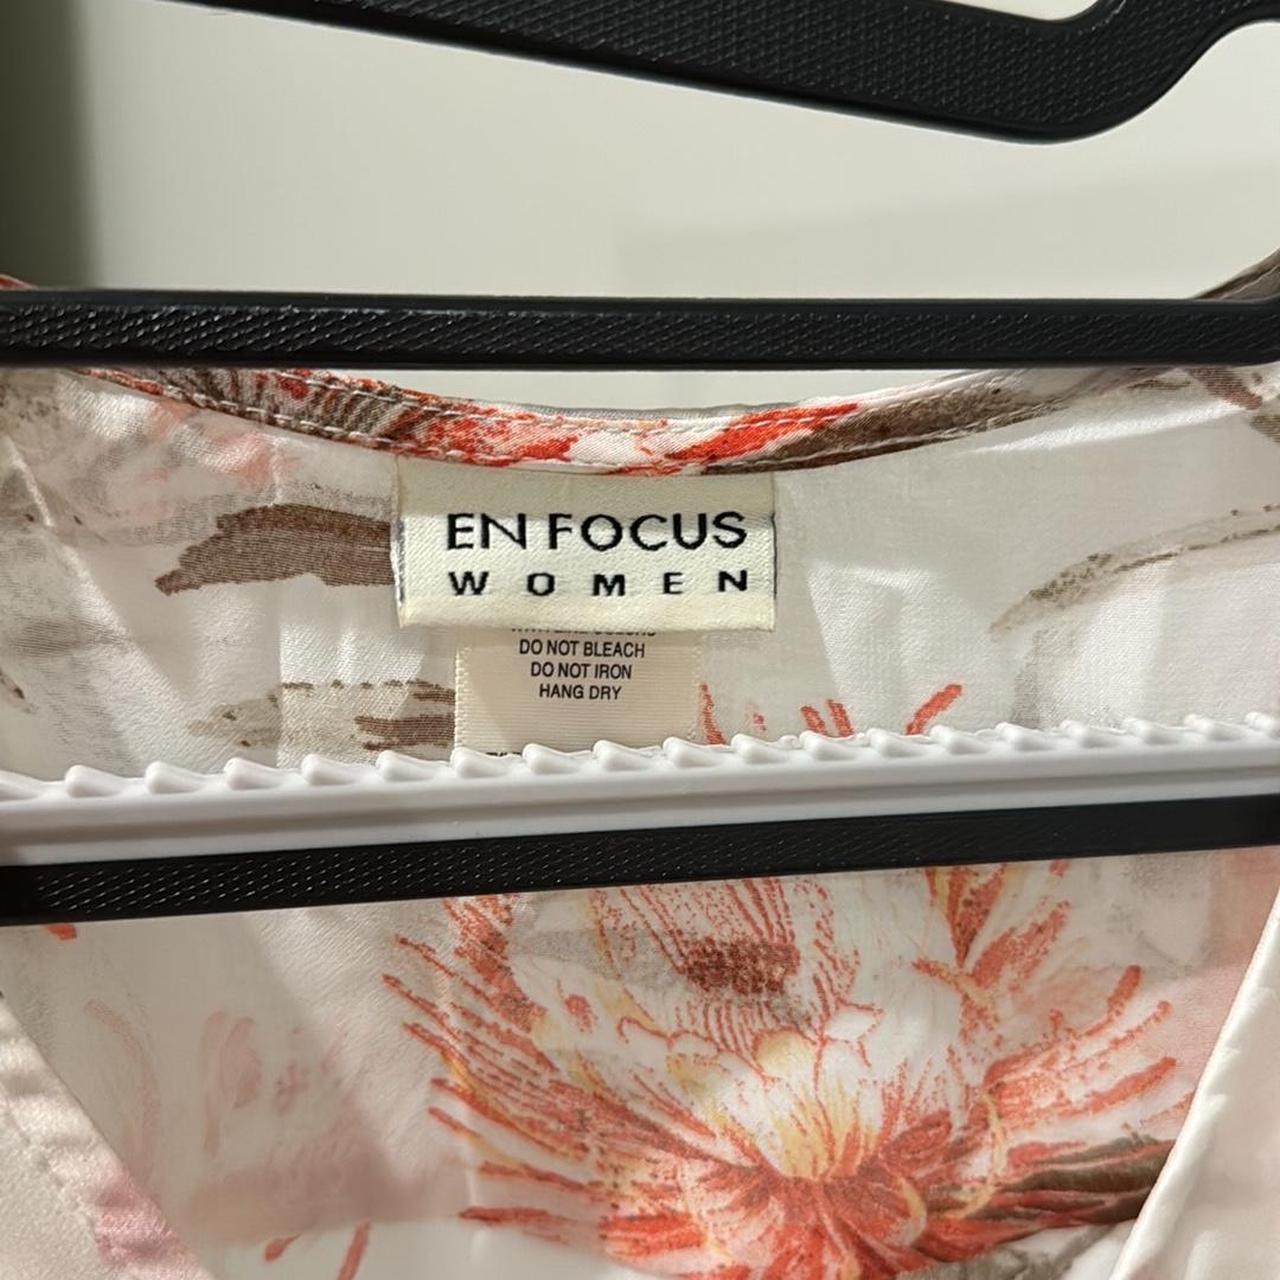 EN FOCUS
WOMEN
DO NOT BLEACH
DO NOT IRON
HANG DRY